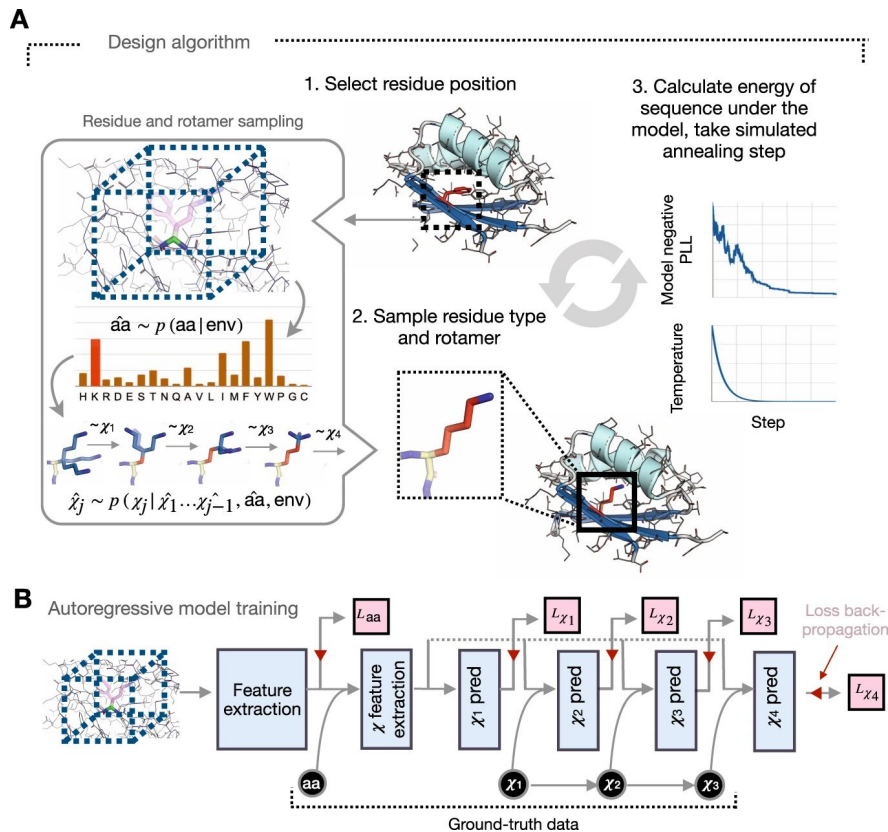 A
Design algorithm
1. Select residue position
3. Calculate energy of
sequence under the
model, take simulated
annealing step
Residue and rotamer sampling
âa ~ p (aa | env)
H K R D E S T N Q A V L I M F Y W P G C
~χ1 ~χ2 ~χ3 ~χ4
χ̂j ~ p (χj | χ̂1...χ̂j−1, âa, env)
2. Sample residue type
and rotamer
Model negative
PLL
Temperature
Step
B
Autoregressive model training
Laa
Lχ1
Lχ2
Lχ3
Loss back-
propagation
Feature
extraction
χ feature
extraction
χ1 pred
χ2 pred
χ3 pred
χ4 pred
Lχ4
aa
χ1
χ2
χ3
Ground-truth data